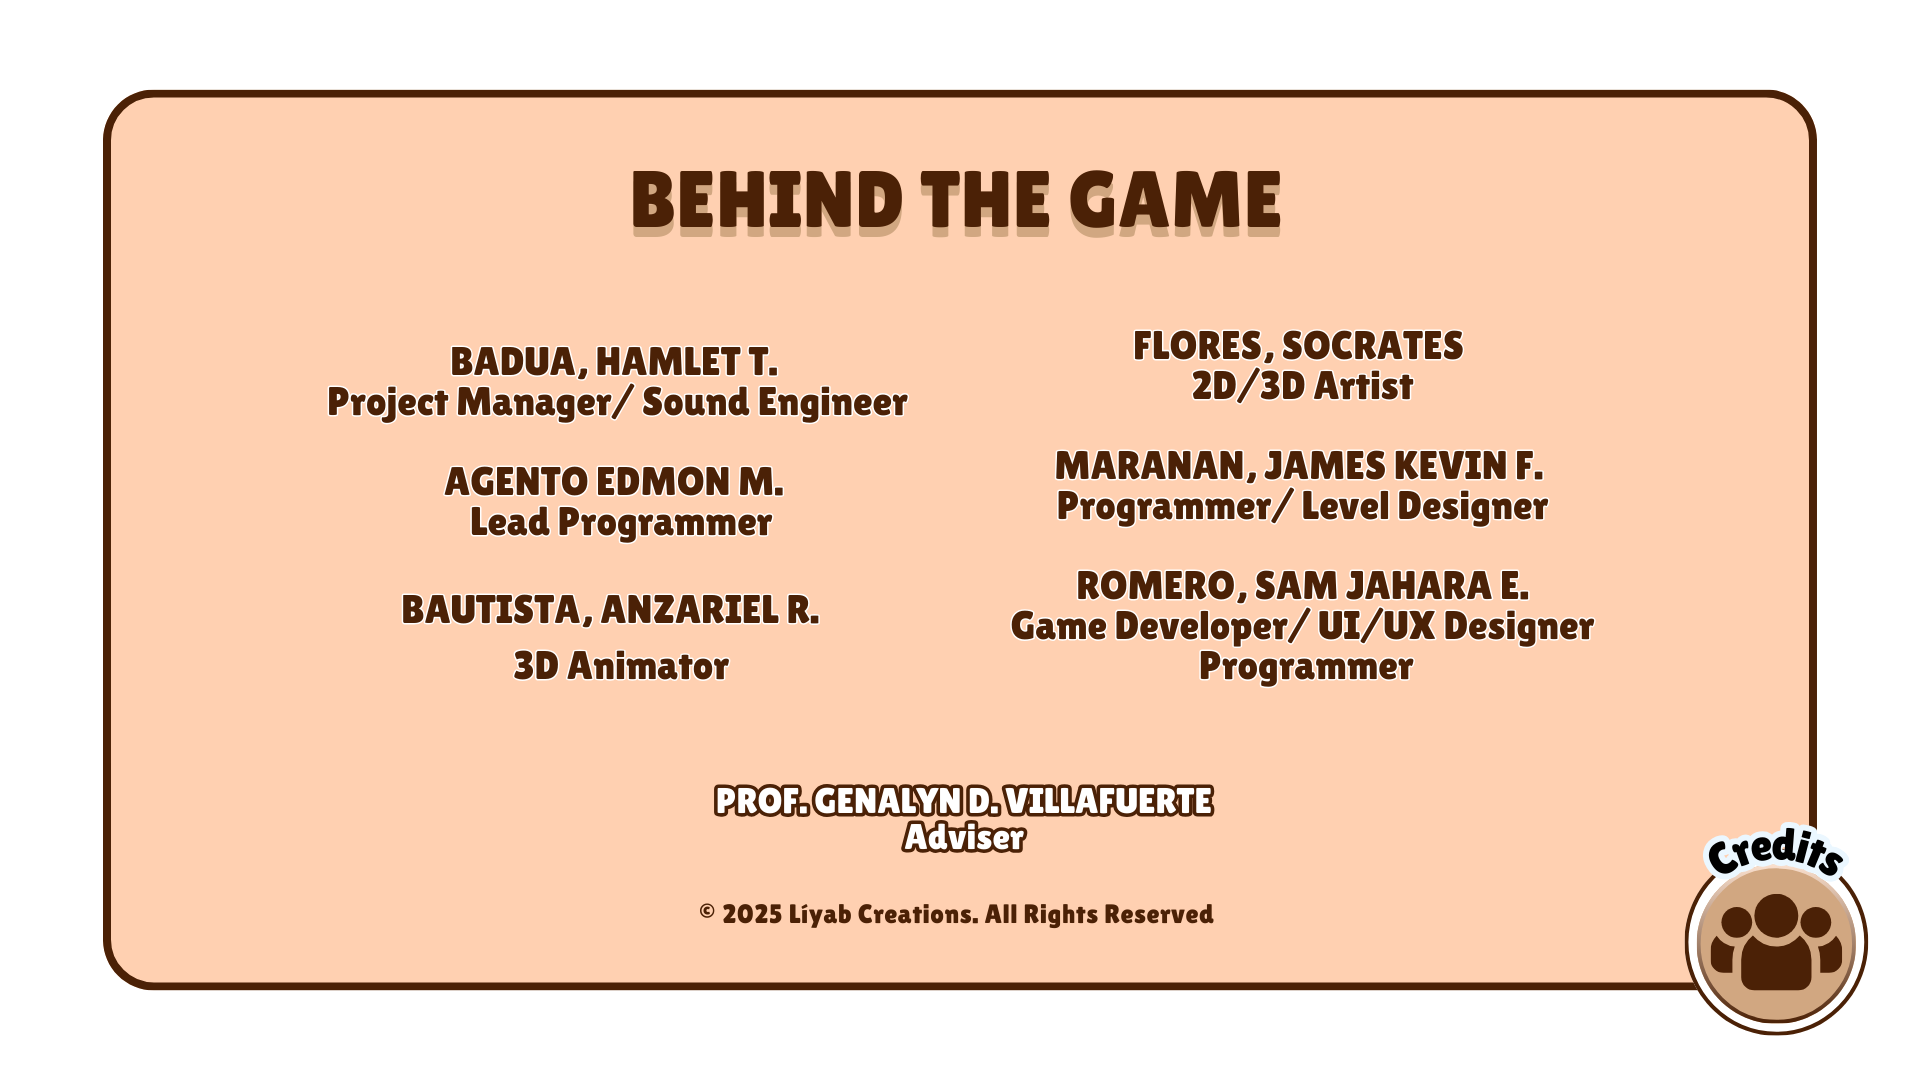 BEHIND THE GAME
BADUA, HAMLET T.
Project Manager/ Sound Engineer
AGENTO EDMON M.
Lead Programmer
BAUTISTA, ANZARIEL R.
3D Animator
FLORES, SOCRATES
2D/3D Artist
MARANAN, JAMES KEVIN F.
Programmer/ Level Designer
ROMERO, SAM JAHARA E.
Game Developer/ UI/UX Designer
Programmer
PROF. GENALYN D. VILLAFUERTE
Adviser
© 2025 Líyab Creations. All Rights Reserved
Credits